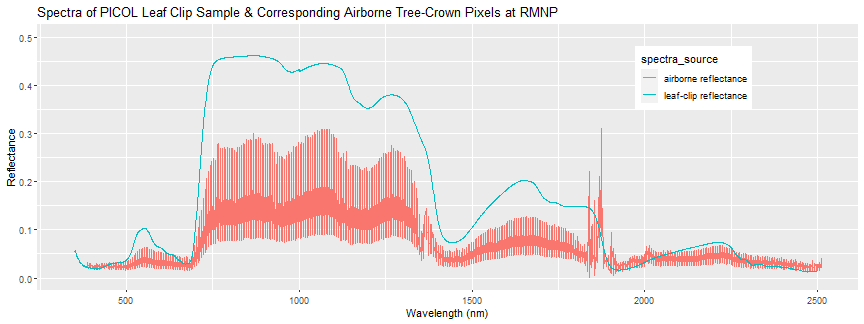 Spectra of PICOL Leaf Clip Sample & Corresponding Airborne Tree-Crown Pixels at RMNP
0.5
0.4
0.3
0.2
0.1
0.0
Reflectance
spectra_source
airborne reflectance
leaf-clip reflectance
500
1000
1500
2000
2500
Wavelength (nm)